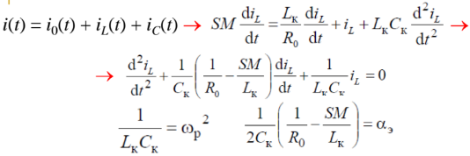 i(t) = i₀(t) + i_L(t) + i_C(t) → SM di_L/dt = L_к/R₀ di_L/dt + i_L + L_кC_к d²i_L/dt² →
→ d²i_L/dt² + 1/C_к (1/R₀ − SM/L_к) di_L/dt + 1/(L_кC_к) i_L = 0
1/(L_кC_к) = ω_р² 1/(2C_к) (1/R₀ − SM/L_к) = α_э